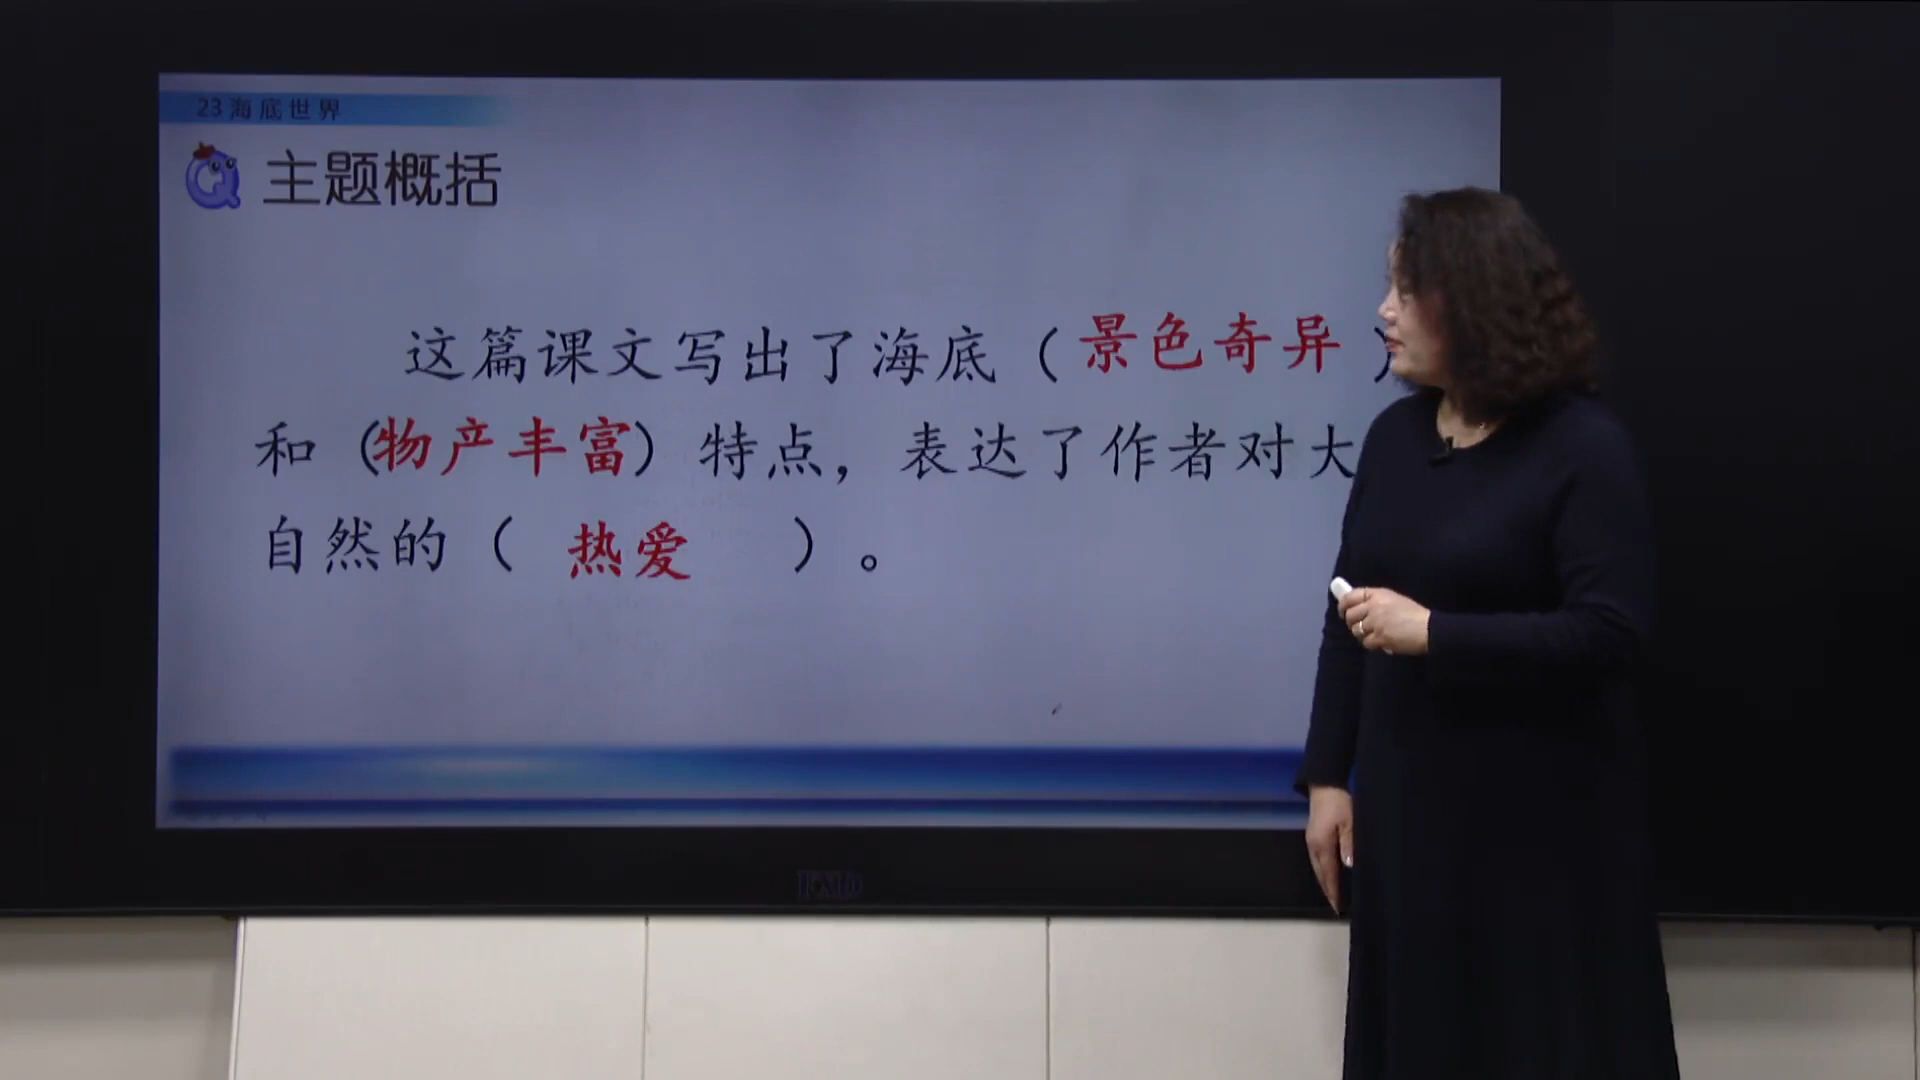 23海底世界
主题概括
这篇课文写出了海底（景色奇异）
和（物产丰富）特点，表达了作者对大
自然的（热爱）。